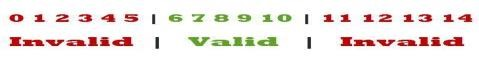 0 1 2 3 4 5 | 6 7 8 9 10 | 11 12 13 14
Invalid | Valid | Invalid